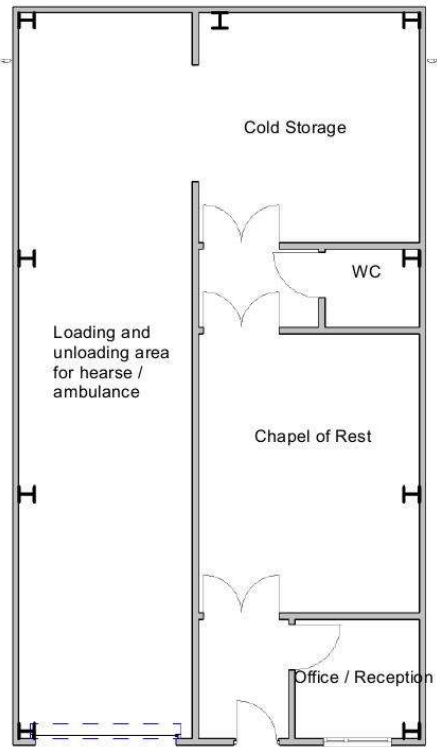 Cold Storage
WC
Loading and
unloading area
for hearse /
ambulance
Chapel of Rest
Office / Reception